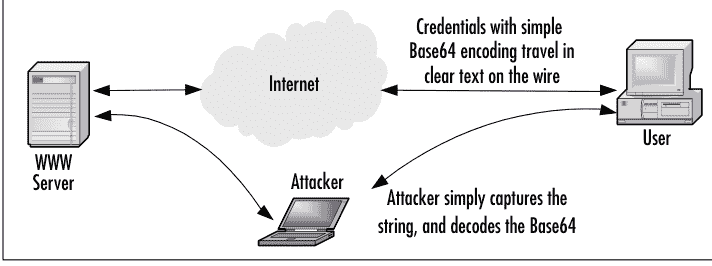 Credentials with simple
Base64 encoding travel in
clear text on the wire
Internet
User
WWW
Server
Attacker
Attacker simply captures the
string, and decodes the Base64